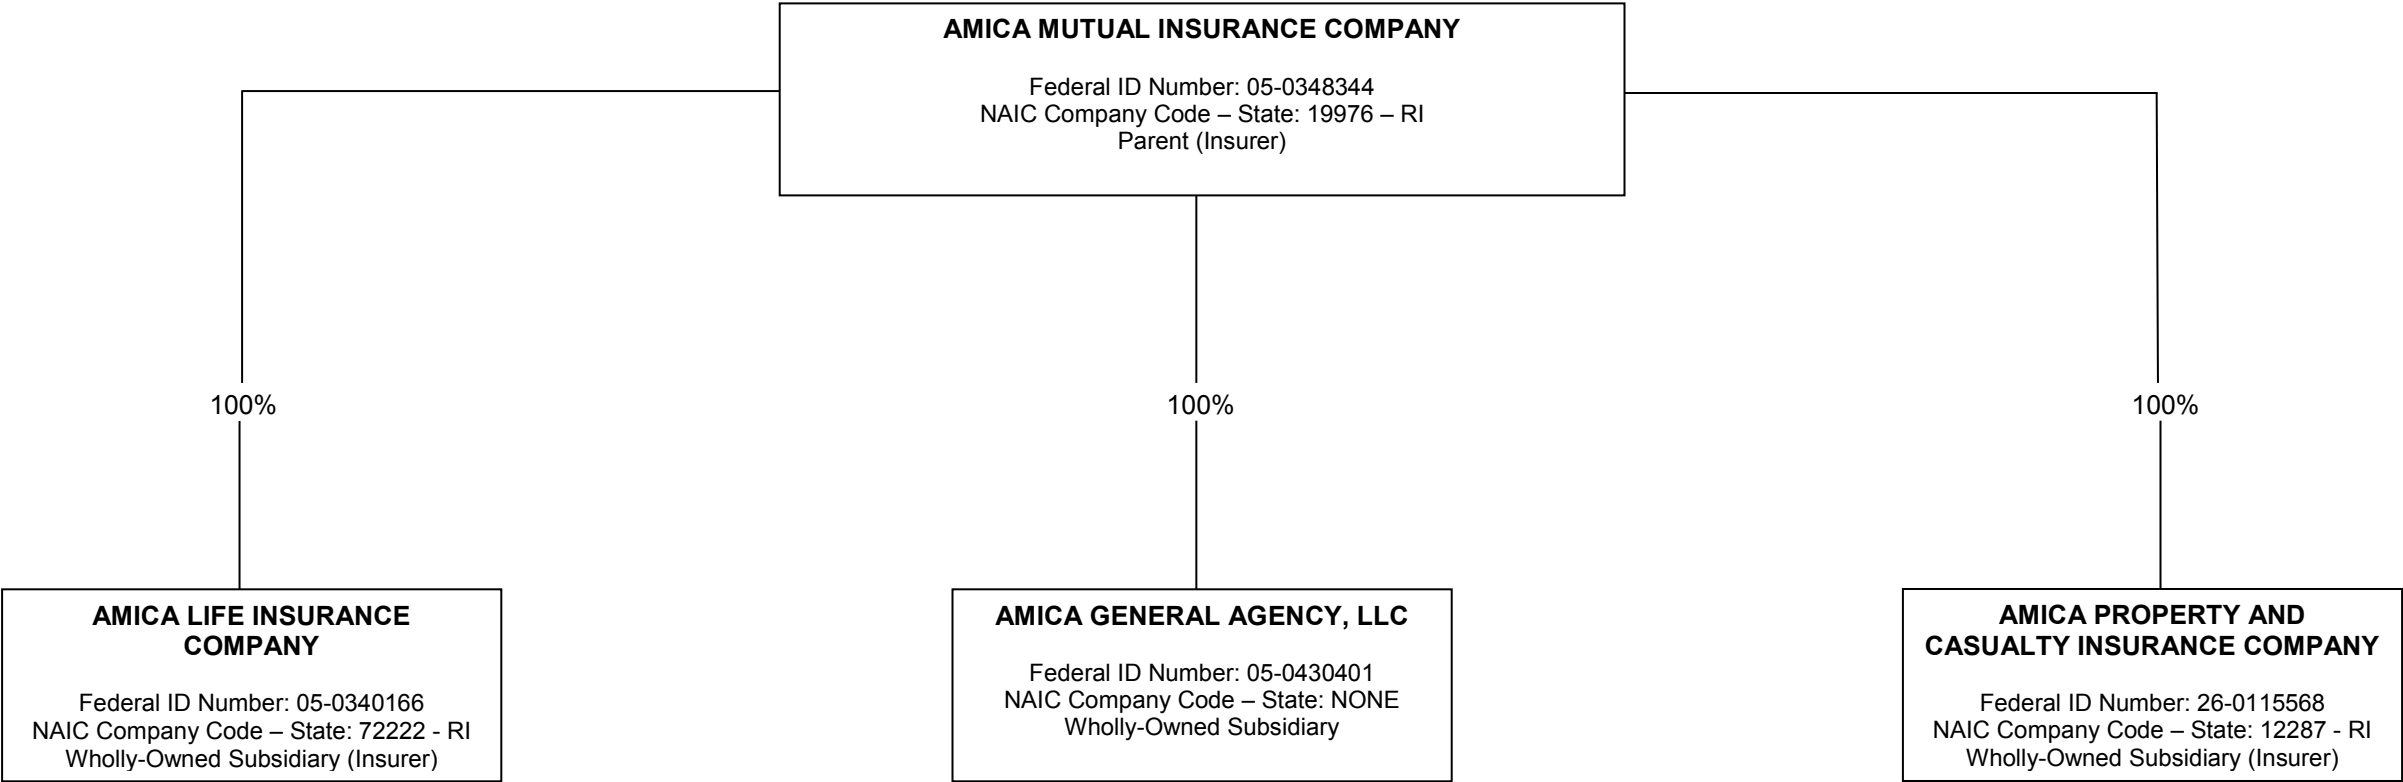 AMICA MUTUAL INSURANCE COMPANY
Federal ID Number: 05-0348344
NAIC Company Code – State: 19976 – RI
Parent (Insurer)
100%
100%
100%
AMICA LIFE INSURANCE
COMPANY
Federal ID Number: 05-0340166
NAIC Company Code – State: 72222 - RI
Wholly-Owned Subsidiary (Insurer)
AMICA GENERAL AGENCY, LLC
Federal ID Number: 05-0430401
NAIC Company Code – State: NONE
Wholly-Owned Subsidiary
AMICA PROPERTY AND
CASUALTY INSURANCE COMPANY
Federal ID Number: 26-0115568
NAIC Company Code – State: 12287 - RI
Wholly-Owned Subsidiary (Insurer)